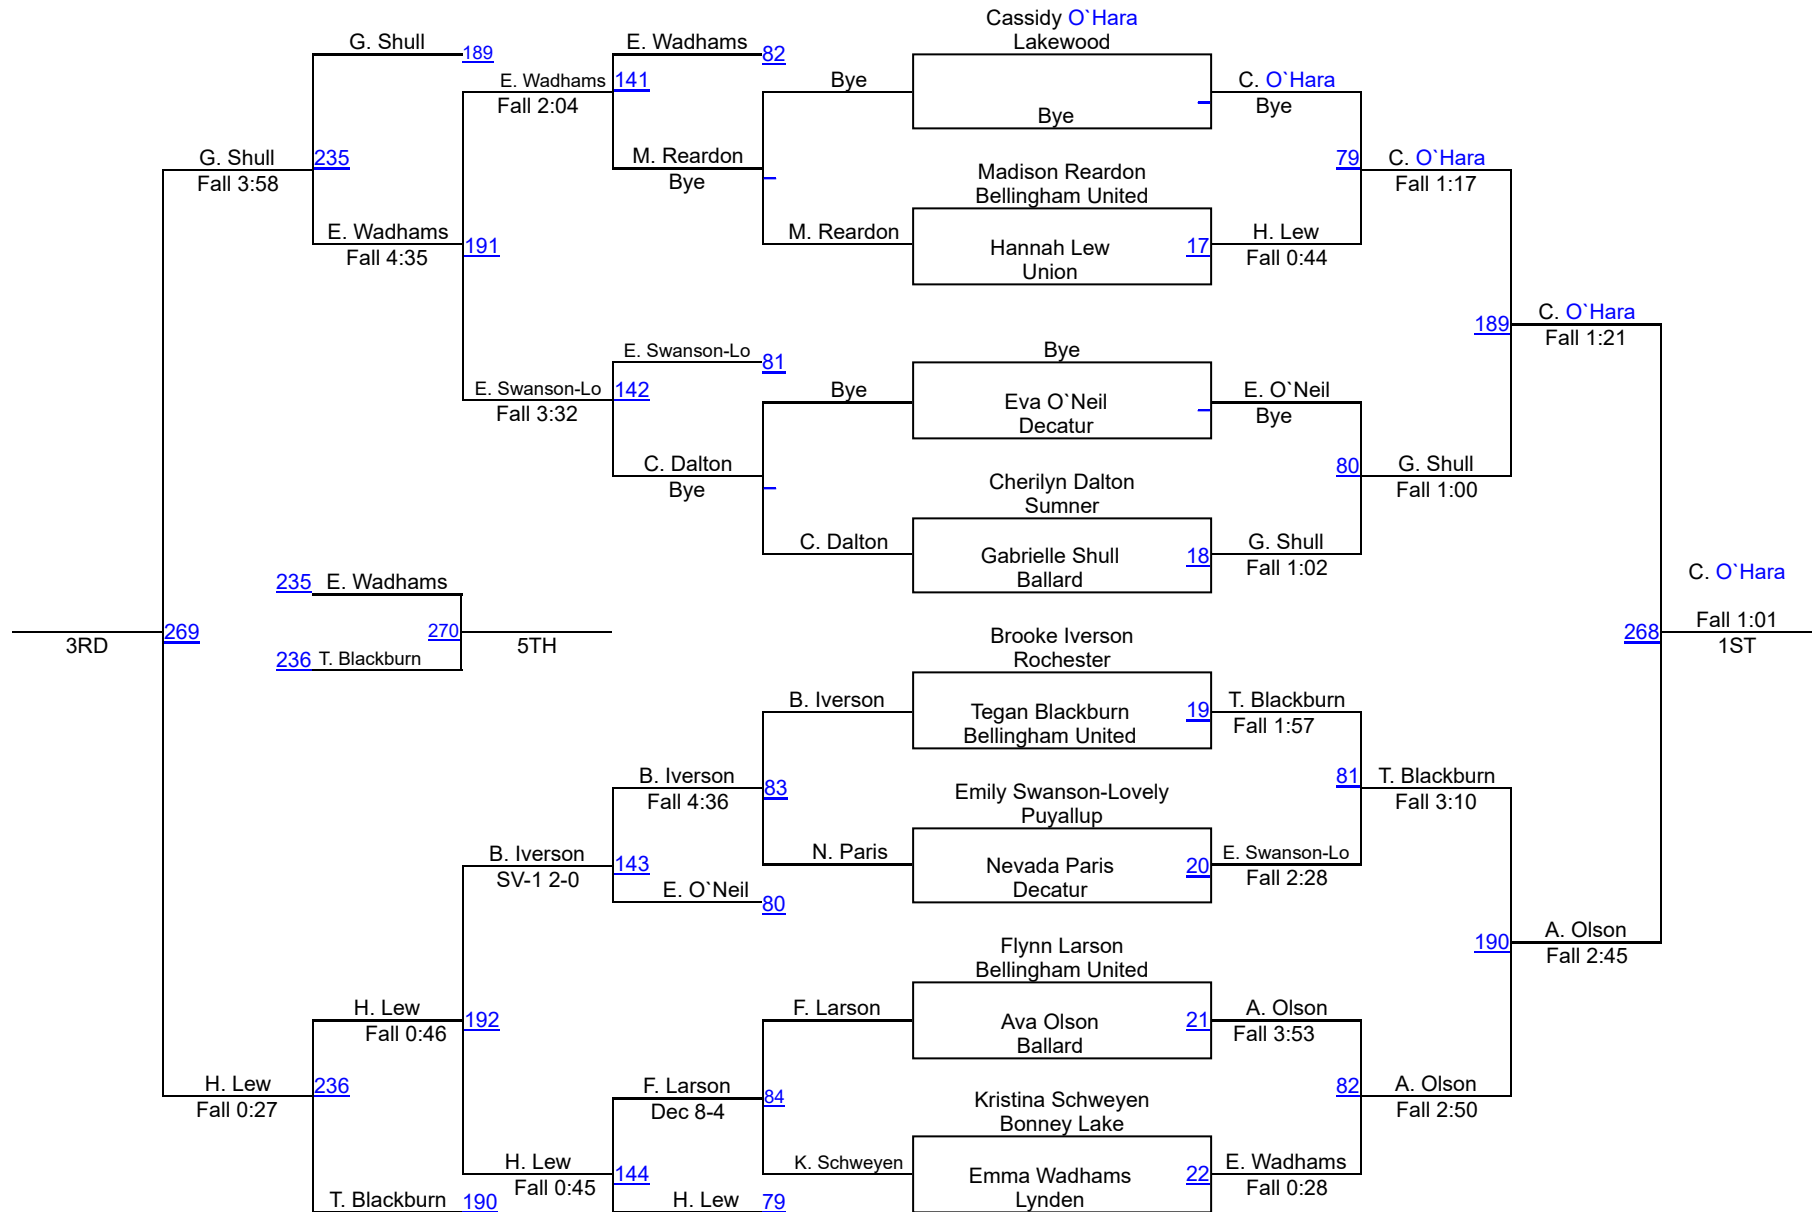 Cassidy O`Hara
Lakewood
G. Shull
189
E. Wadhams
82
E. Wadhams
141
Fall 2:04
Bye
C. O`Hara
Bye
Bye
G. Shull
235
Fall 3:58
M. Reardon
Bye
Madison Reardon
Bellingham United
79
C. O`Hara
Fall 1:17
E. Wadhams
Fall 4:35
191
M. Reardon
Hannah Lew
Union
17
H. Lew
Fall 0:44
189
C. O`Hara
Fall 1:21
E. Swanson-Lo
81
Bye
E. Swanson-Lo
142
Fall 3:32
Bye
Eva O`Neil
Decatur
E. O`Neil
Bye
C. Dalton
Bye
Cherilyn Dalton
Sumner
80
G. Shull
Fall 1:00
C. Dalton
Gabrielle Shull
Ballard
18
G. Shull
Fall 1:02
235
E. Wadhams
C. O`Hara
3RD
269
236
T. Blackburn
270
5TH
268
Fall 1:01
1ST
Brooke Iverson
Rochester
B. Iverson
Tegan Blackburn
Bellingham United
19
T. Blackburn
Fall 1:57
B. Iverson
Fall 4:36
83
Emily Swanson-Lovely
Puyallup
81
T. Blackburn
Fall 3:10
B. Iverson
SV-1 2-0
143
E. O`Neil
80
N. Paris
Nevada Paris
Decatur
20
E. Swanson-Lo
Fall 2:28
Flynn Larson
Bellingham United
190
A. Olson
Fall 2:45
H. Lew
Fall 0:46
192
F. Larson
Ava Olson
Ballard
21
A. Olson
Fall 3:53
H. Lew
Fall 0:27
236
F. Larson
Dec 8-4
84
Kristina Schweyen
Bonney Lake
82
A. Olson
Fall 2:50
H. Lew
Fall 0:45
144
K. Schweyen
Emma Wadhams
Lynden
22
E. Wadhams
Fall 0:28
T. Blackburn
190
H. Lew
79